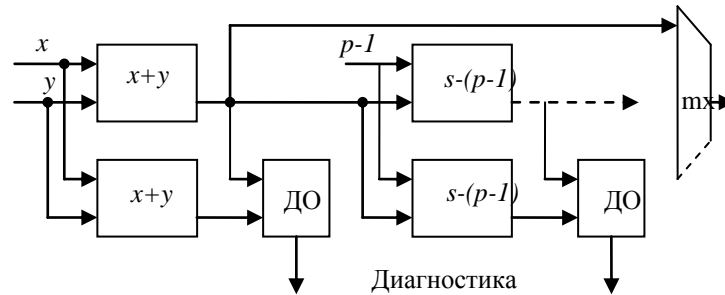 x
y
x+y
p-1
s-(p-1)
mx
x+y
ДО
s-(p-1)
ДО
Диагностика